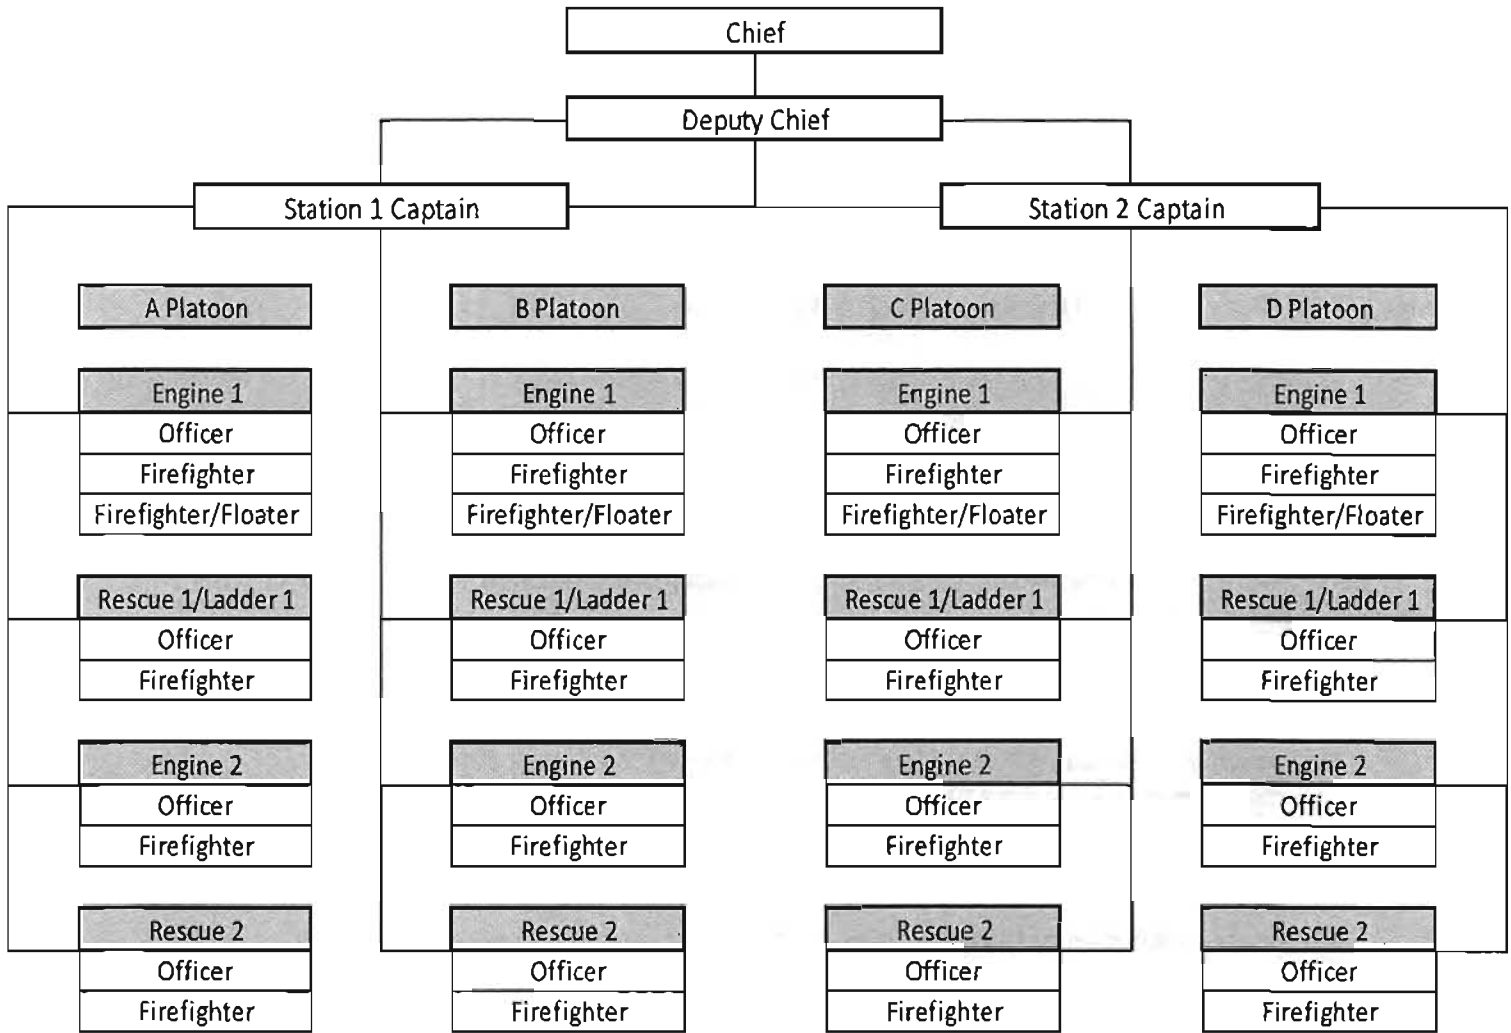 Chief
Deputy Chief
Station 1 Captain
Station 2 Captain
A Platoon
Engine 1
Officer
Firefighter
Firefighter/Floater
Rescue 1/Ladder 1
Officer
Firefighter
Engine 2
Officer
Firefighter
Rescue 2
Officer
Firefighter
B Platoon
Engine 1
Officer
Firefighter
Firefighter/Floater
Rescue 1/Ladder 1
Officer
Firefighter
Engine 2
Officer
Firefighter
Rescue 2
Officer
Firefighter
C Platoon
Engine 1
Officer
Firefighter
Firefighter/Floater
Rescue 1/Ladder 1
Officer
Firefighter
Engine 2
Officer
Firefighter
Rescue 2
Officer
Firefighter
D Platoon
Engine 1
Officer
Firefighter
Firefighter/Floater
Rescue 1/Ladder 1
Officer
Firefighter
Engine 2
Officer
Firefighter
Rescue 2
Officer
Firefighter